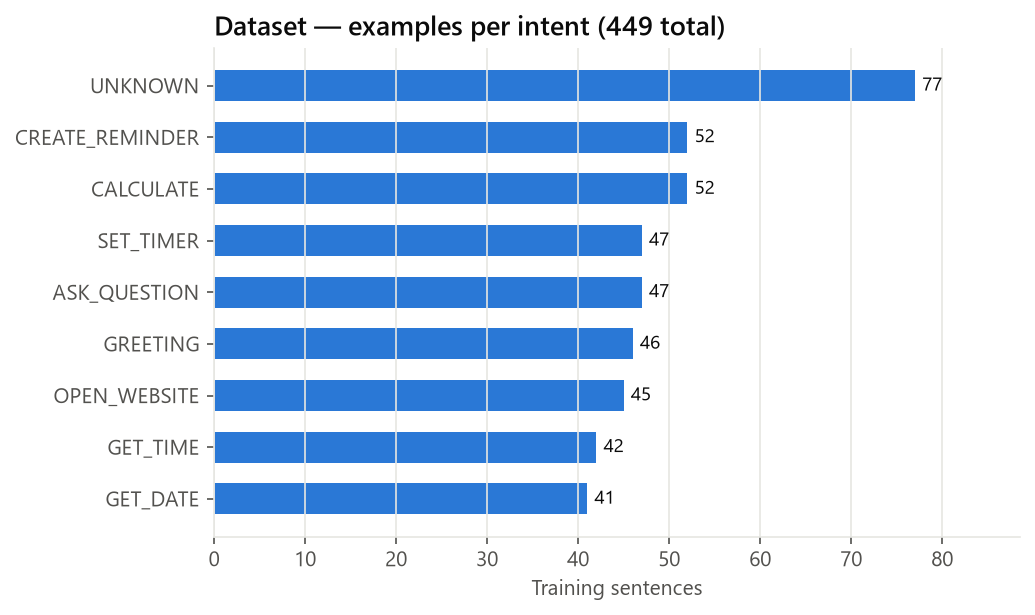 Dataset — examples per intent (449 total)
UNKNOWN 77
CREATE_REMINDER 52
CALCULATE 52
SET_TIMER 47
ASK_QUESTION 47
GREETING 46
OPEN_WEBSITE 45
GET_TIME 42
GET_DATE 41
0 10 20 30 40 50 60 70 80
Training sentences